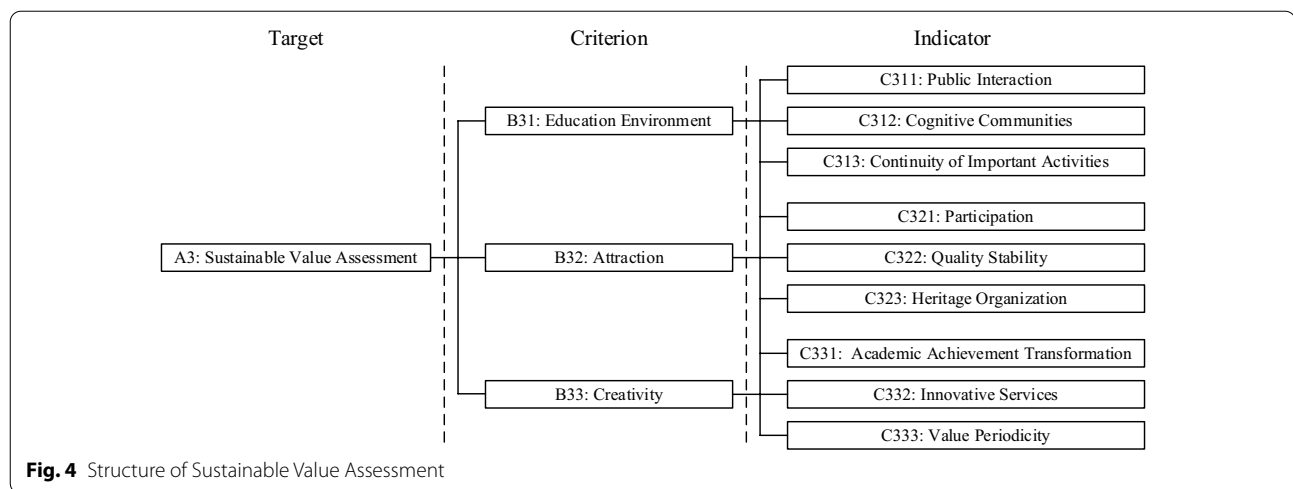 Target Criterion Indicator
C311: Public Interaction
B31: Education Environment C312: Cognitive Communities
C313: Continuity of Important Activities
C321: Participation
A3: Sustainable Value Assessment B32: Attraction C322: Quality Stability
C323: Heritage Organization
C331: Academic Achievement Transformation
B33: Creativity C332: Innovative Services
C333: Value Periodicity
Fig. 4 Structure of Sustainable Value Assessment